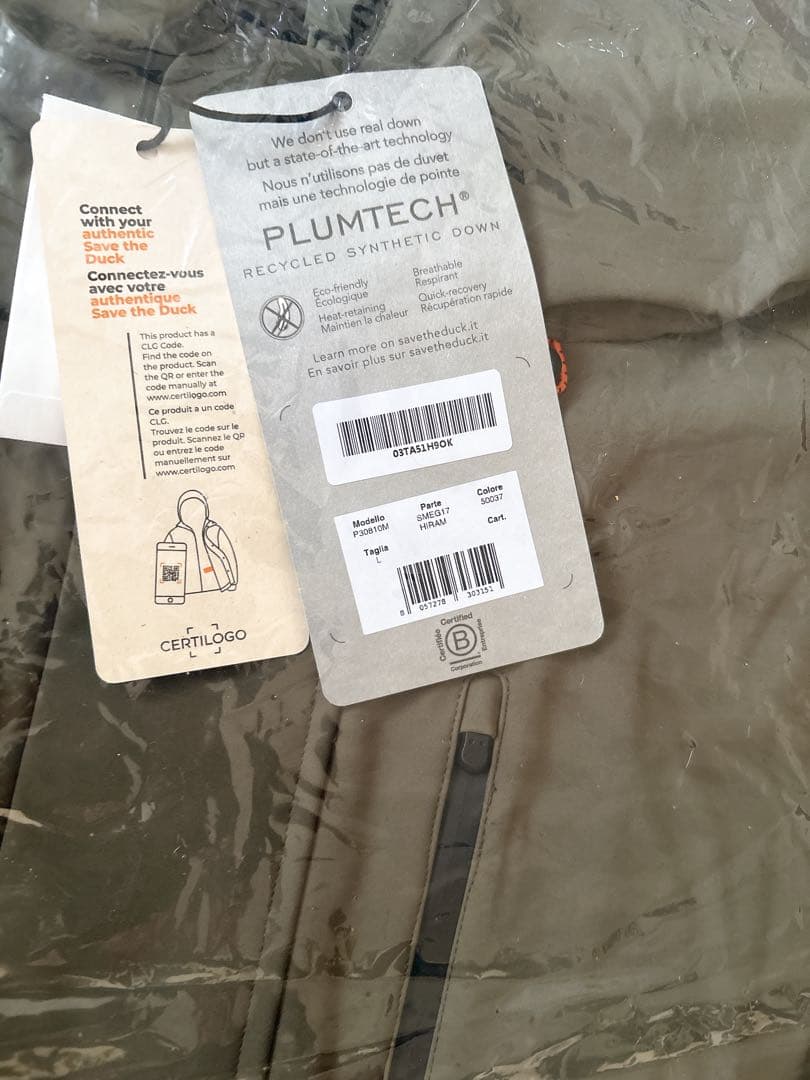 Connect
with your
authentic
Save the
Duck
Connectez-vous
avec votre
authentique
Save the Duck
This product has a
CLG Code.
Find the code on
the product. Scan
the QR or enter the
code manually at
www.certilogo.com
Ce produit a un code
CLG.
Trouvez le code sur le
produit. Scannez le QR
ou entrez le code
manuellement sur
www.certilogo.com
CERTILOGO
We don't use real down
but a state-of-the-art technology
Nous n'utilisons pas de duvet
mais une technologie de pointe
PLUMTECH®
RECYCLED SYNTHETIC DOWN
Eco-friendly
Écologique
Heat-retaining
Maintien la chaleur
Breathable
Respirant
Quick-recovery
Récupération rapide
Learn more on savetheduck.it
En savoir plus sur savetheduck.it
03TA51H9OK
Modello Parte Colore
P30810M SMEG17 50037
HIRAM Cart.
Taglia
L
8 057278 303151
Certified
Certifiée
B
Entreprise
Corporation